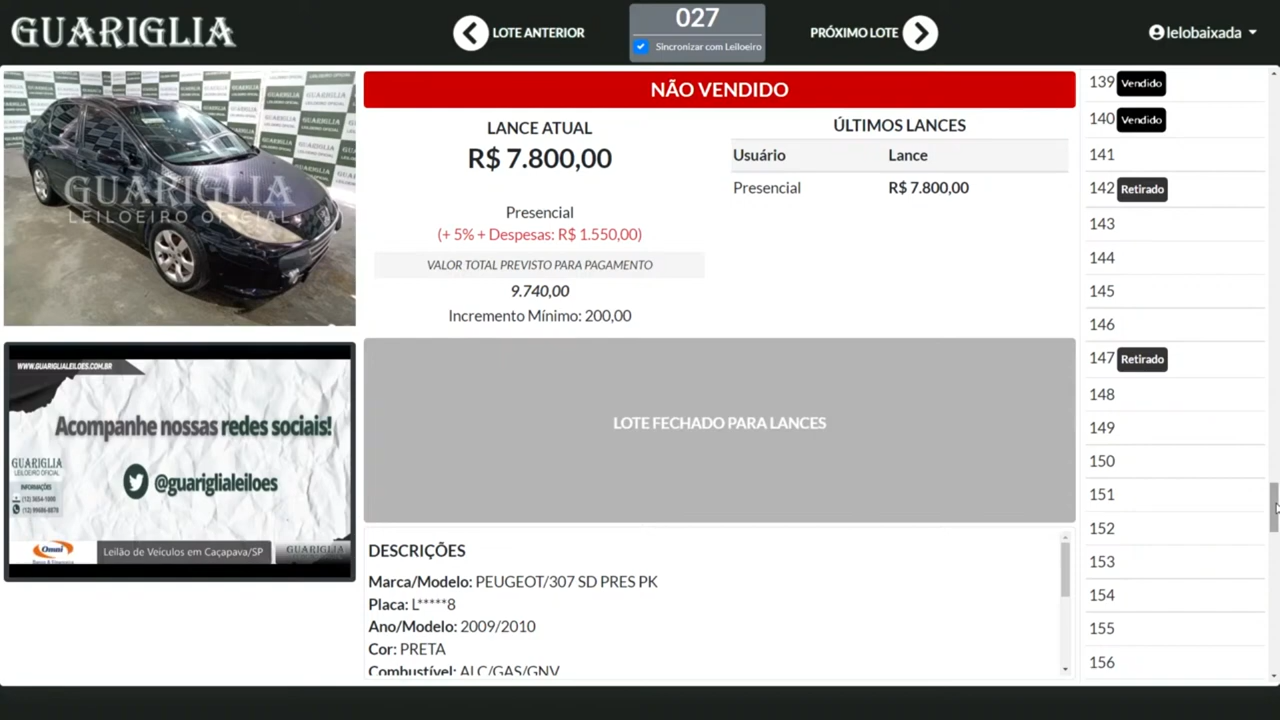 GUARIGLIA
LOTE ANTERIOR
027
Sincronizar com Leiloeiro
PRÓXIMO LOTE
lelobaixada
GUARIGLIA
LEILOEIRO OFICIAL
NÃO VENDIDO
LANCE ATUAL
R$ 7.800,00
Presencial
(+ 5% + Despesas: R$ 1.550,00)
VALOR TOTAL PREVISTO PARA PAGAMENTO
9.740,00
Incremento Mínimo: 200,00
ÚLTIMOS LANCES
Usuário Lance
Presencial R$ 7.800,00
LOTE FECHADO PARA LANCES
WWW.GUARIGLIALEILOES.COM.BR
Acompanhe nossas redes sociais!
@guariglialeiloes
GUARIGLIA
LEILOEIRO OFICIAL
INFORMAÇÕES
Omni
Leilão de Veículos em Caçapava/SP
GUARIGLIA
DESCRIÇÕES
Marca/Modelo: PEUGEOT/307 SD PRES PK
Placa: L*****8
Ano/Modelo: 2009/2010
Cor: PRETA
Combustível: ALC/GAS/GNV
139 Vendido
140 Vendido
141
142 Retirado
143
144
145
146
147 Retirado
148
149
150
151
152
153
154
155
156